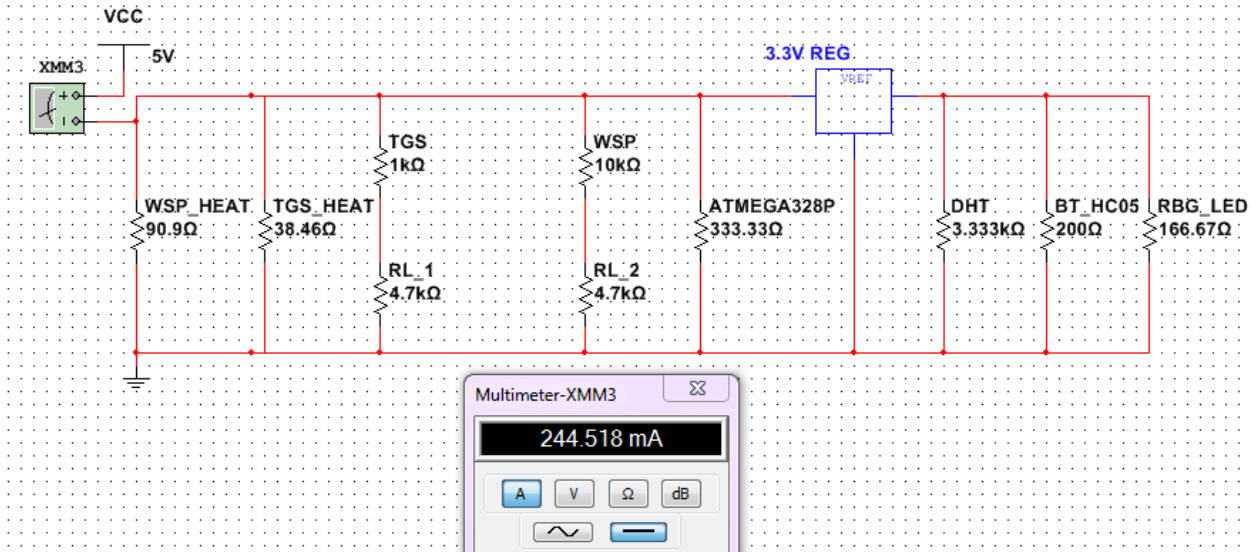 VCC
5V
XMM3
3.3V REG
VREF
TGS
1kΩ
WSP
10kΩ
WSP_HEAT
90.9Ω
TGS_HEAT
38.46Ω
ATMEGA328P
333.33Ω
DHT
3.333kΩ
BT_HC05
200Ω
RBG_LED
166.67Ω
RL_1
4.7kΩ
RL_2
4.7kΩ
Multimeter-XMM3
244.518 mA
A
V
Ω
dB